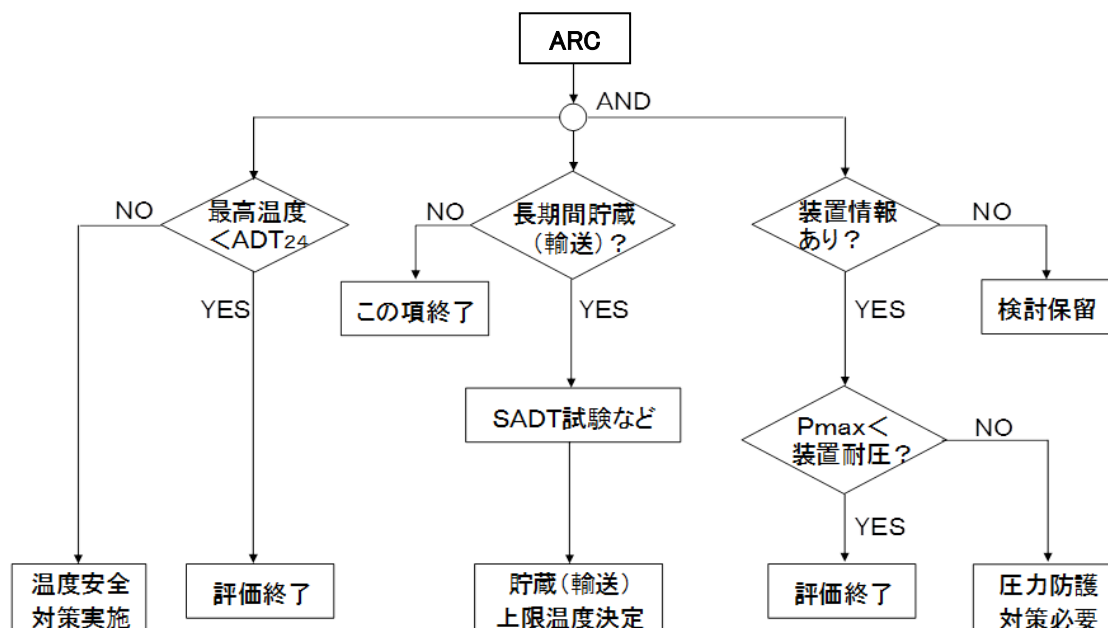 ARC
AND
NO
最高温度
＜ADT24
NO
長期間貯蔵
（輸送）？
装置情報
あり？
NO
YES
この項終了
YES
YES
検討保留
SADT試験など
Pmax＜
装置耐圧？
NO
YES
温度安全
対策実施
評価終了
貯蔵（輸送）
上限温度決定
評価終了
圧力防護
対策必要